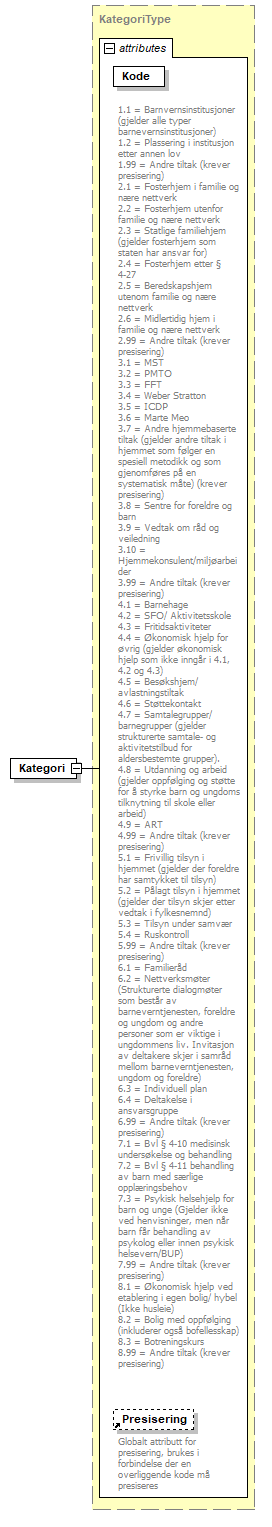 KategoriType
attributes
Kode
1.1 = Barnvernsinstitusjoner
(gjelder alle typer
barnevernsinstitusjoner)
1.2 = Plassering i institusjon
etter annen lov
1.99 = Andre tiltak (krever
presisering)
2.1 = Fosterhjem i familie og
nære nettverk
2.2 = Fosterhjem utenfor
familie og nære nettverk
2.3 = Statlige familiehjem
(gjelder fosterhjem som
staten har ansvar for)
2.4 = Fosterhjem etter §
4-27
2.5 = Beredskapshjem
utenom familie og nære
nettverk
2.6 = Midlertidig hjem i
familie og nære nettverk
2.99 = Andre tiltak (krever
presisering)
3.1 = MST
3.2 = PMTO
3.3 = FFT
3.4 = Weber Stratton
3.5 = ICDP
3.6 = Marte Meo
3.7 = Andre hjemmebaserte
tiltak (gjelder andre tiltak i
hjemmet som følger en
spesiell metodikk og som
gjenomføres på en
systematisk måte) (krever
presisering)
3.8 = Sentre for foreldre og
barn
3.9 = Vedtak om råd og
veiledning
3.10 =
Hjemmekonsulent/miljøarbei
der
3.99 = Andre tiltak (krever
presisering)
4.1 = Barnehage
4.2 = SFO/ Aktivitetsskole
4.3 = Fritidsaktiviteter
4.4 = Økonomisk hjelp for
øvrig (gjelder økonomisk
hjelp som ikke inngår i 4.1,
4.2 og 4.3)
4.5 = Besøkshjem/
avlastningstiltak
4.6 = Støttekontakt
4.7 = Samtalegrupper/
barnegrupper (gjelder
strukturerte samtale- og
aktivitetstilbud for
aldersbestemte grupper).
4.8 = Utdanning og arbeid
(gjelder oppfølging og støtte
for å styrke barn og ungdoms
tilknytning til skole eller
arbeid)
4.9 = ART
4.99 = Andre tiltak (krever
presisering)
5.1 = Frivillig tilsyn i
hjemmet (gjelder der foreldre
har samtykket til tilsyn)
5.2 = Pålagt tilsyn i hjemmet
(gjelder der tilsyn skjer etter
vedtak i fylkesnemnd)
5.3 = Tilsyn under samvær
5.4 = Ruskontroll
5.99 = Andre tiltak (krever
presisering)
6.1 = Familieråd
6.2 = Nettverksmøter
(Strukturerte dialogmøter
som består av
barneverntjenesten, foreldre
og ungdom og andre
personer som er viktige i
ungdommens liv. Invitasjon
av deltakere skjer i samråd
mellom barneverntjenesten,
ungdom og foreldre)
6.3 = Individuell plan
6.4 = Deltakelse i
ansvarsgruppe
6.99 = Andre tiltak (krever
presisering)
7.1 = Bvl § 4-10 medisinsk
undersøkelse og behandling
7.2 = Bvl § 4-11 behandling
av barn med særlige
opplæringsbehov
7.3 = Psykisk helsehjelp for
barn og unge (Gjelder ikke
ved henvisninger, men når
barn får behandling av
psykolog eller innen psykisk
helsevern/BUP)
7.99 = Andre tiltak (krever
presisering)
8.1 = Økonomisk hjelp ved
etablering i egen bolig/ hybel
(Ikke husleie)
8.2 = Bolig med oppfølging
(inkluderer også bofellesskap)
8.3 = Botreningskurs
8.99 = Andre tiltak (krever
presisering)
Kategori
Presisering
Globalt attributt for
presisering, brukes i
forbindelse der en
overliggende kode må
presiseres